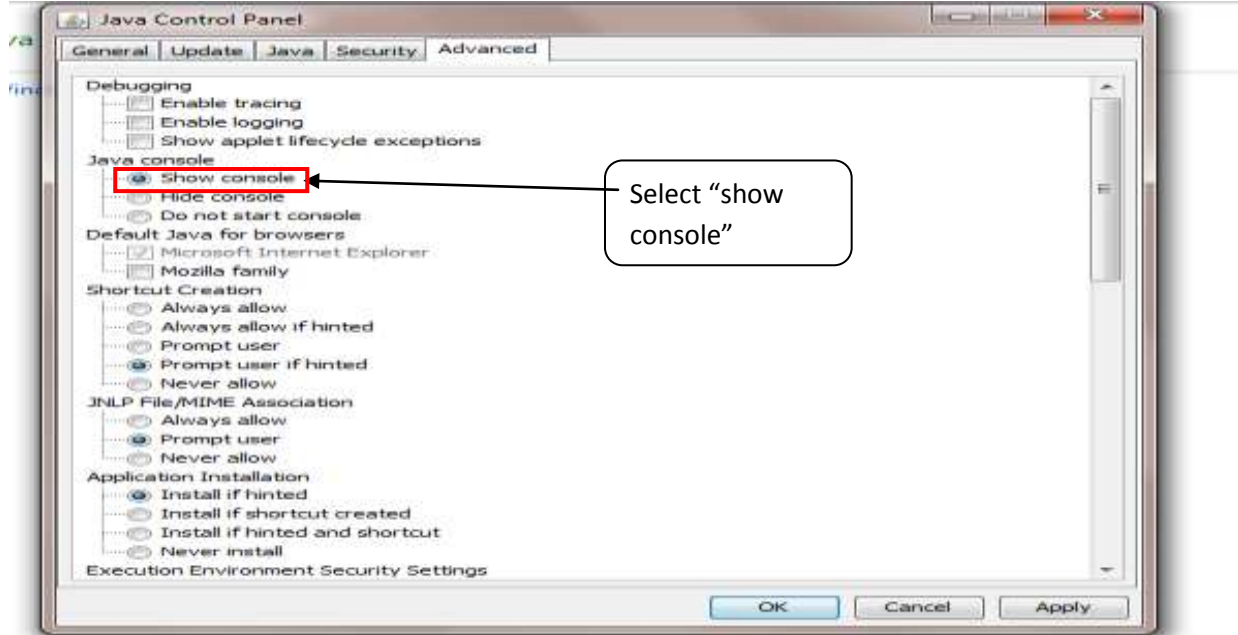 Java Control Panel
va
General Update Java Security Advanced
Debugging
Enable tracing
Enable logging
Show applet lifecycle exceptions
Java console
Show console
Hide console
Do not start console
Default Java for browsers
Microsoft Internet Explorer
Mozilla family
Shortcut Creation
Always allow
Always allow if hinted
Prompt user
Prompt user if hinted
Never allow
JNLP File/MIME Association
Always allow
Prompt user
Never allow
Application Installation
Install if hinted
Install if shortcut created
Install if hinted and shortcut
Never install
Execution Environment Security Settings
Select “show
console”
OK Cancel Apply